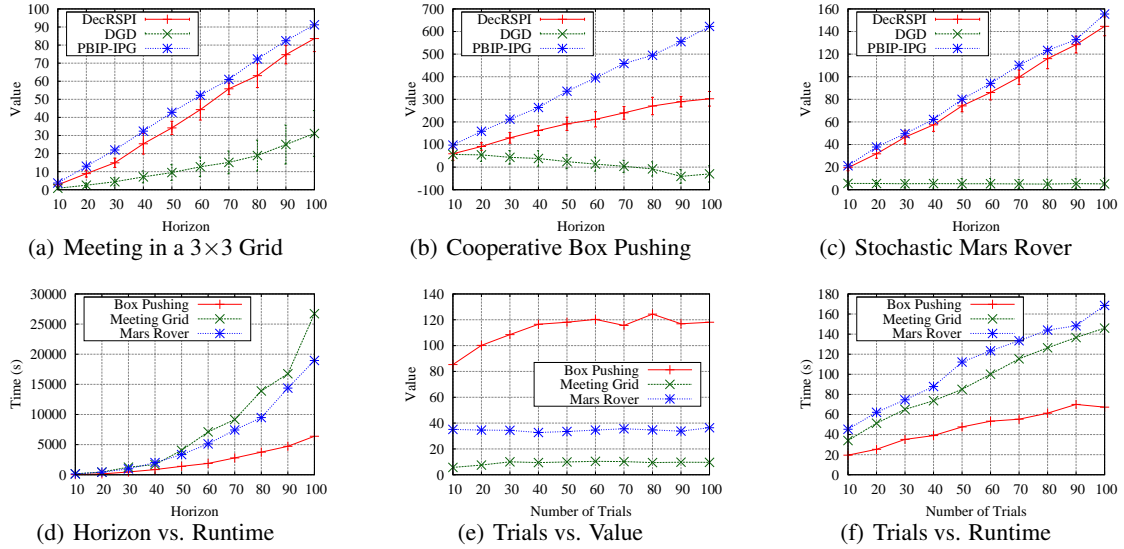 DecRSPI
DGD
PBIP-IPG
Value
100
90
80
70
60
50
40
30
20
10
0
10 20 30 40 50 60 70 80 90 100
Horizon
(a) Meeting in a 3×3 Grid
DecRSPI
DGD
PBIP-IPG
Value
700
600
500
400
300
200
100
0
-100
10 20 30 40 50 60 70 80 90 100
Horizon
(b) Cooperative Box Pushing
DecRSPI
DGD
PBIP-IPG
Value
160
140
120
100
80
60
40
20
0
10 20 30 40 50 60 70 80 90 100
Horizon
(c) Stochastic Mars Rover
Box Pushing
Meeting Grid
Mars Rover
Time (s)
30000
25000
20000
15000
10000
5000
0
10 20 30 40 50 60 70 80 90 100
Horizon
(d) Horizon vs. Runtime
Box Pushing
Meeting Grid
Mars Rover
Value
140
120
100
80
60
40
20
0
10 20 30 40 50 60 70 80 90 100
Number of Trials
(e) Trials vs. Value
Box Pushing
Meeting Grid
Mars Rover
Time (s)
180
160
140
120
100
80
60
40
20
0
10 20 30 40 50 60 70 80 90 100
Number of Trials
(f) Trials vs. Runtime